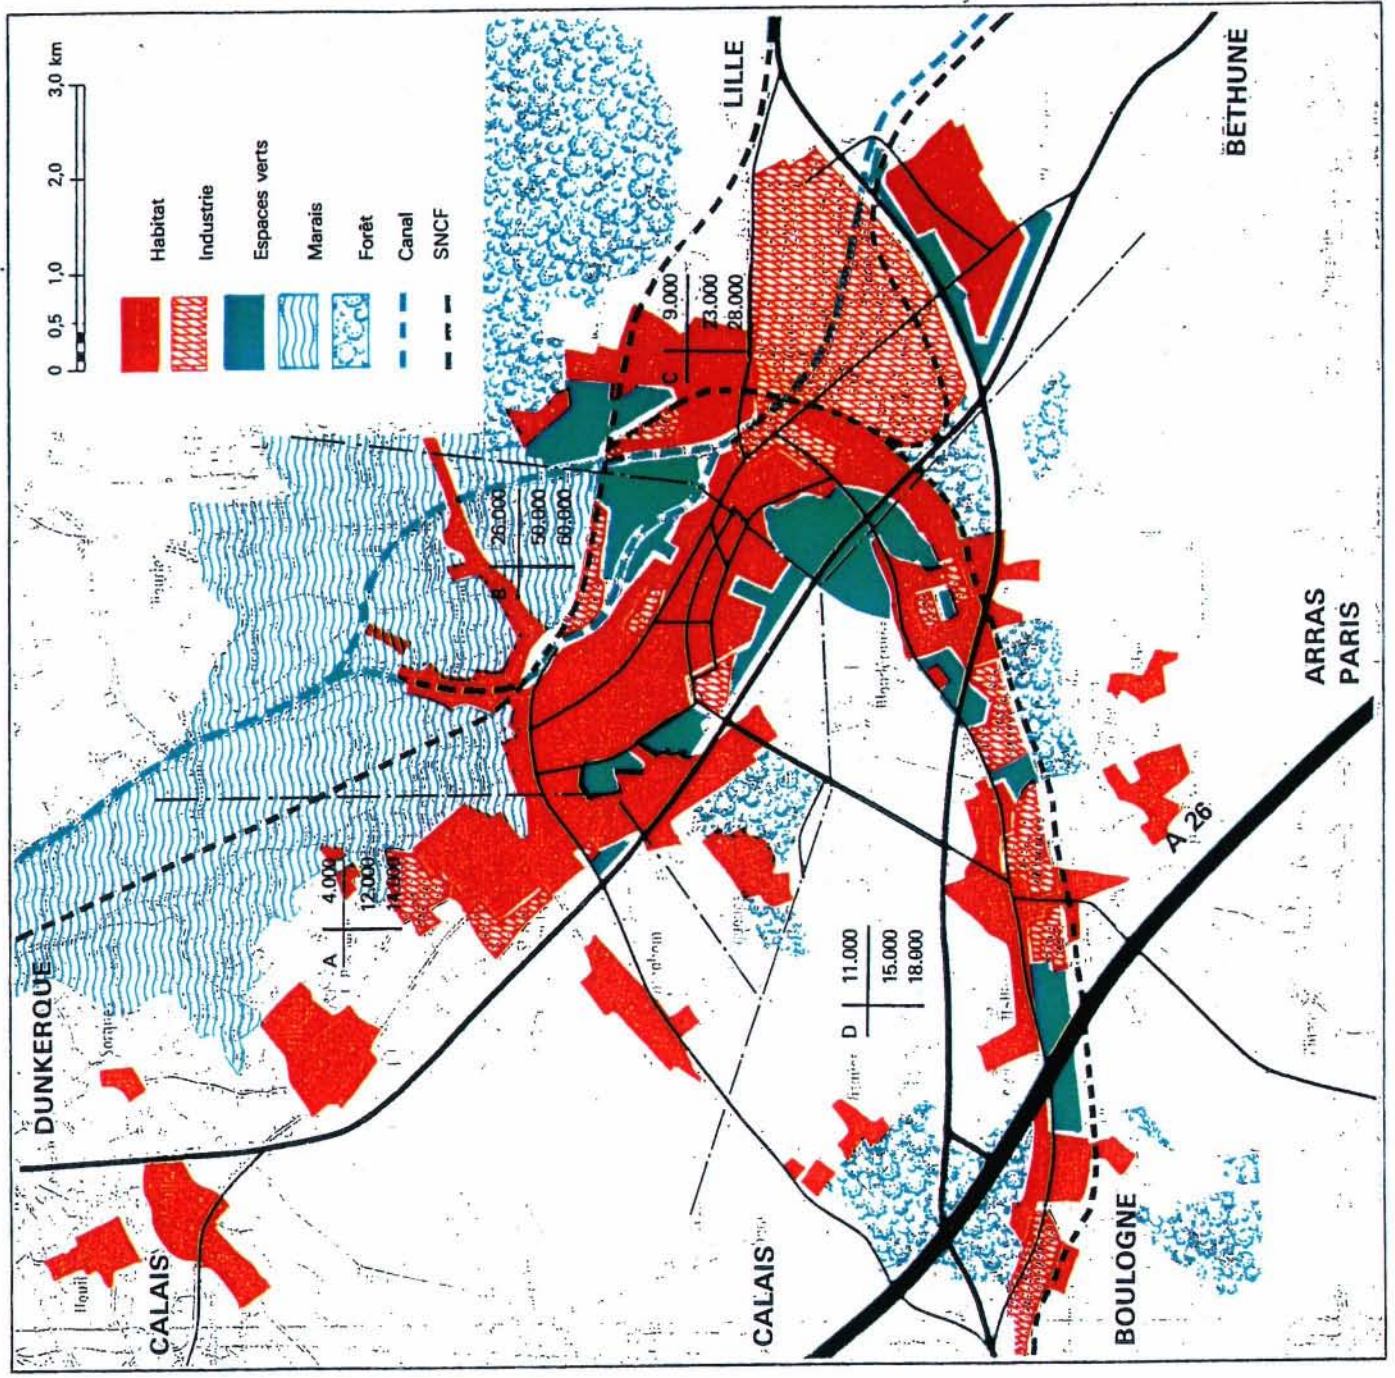 0 0.5 1,0 2,0 3,0 km
Habitat
Industrie
Espaces verts
Marais
Forêt
Canal
SNCF
DUNKERQUE
CALAIS
A
4.000
12.000
14.000
B
26.000
50.000
60.000
C
9.000
23.000
28.000
LILLE
BETHUNE
D
11.000
15.000
18.000
CALAIS
BOULOGNE
A 26
ARRAS
PARIS